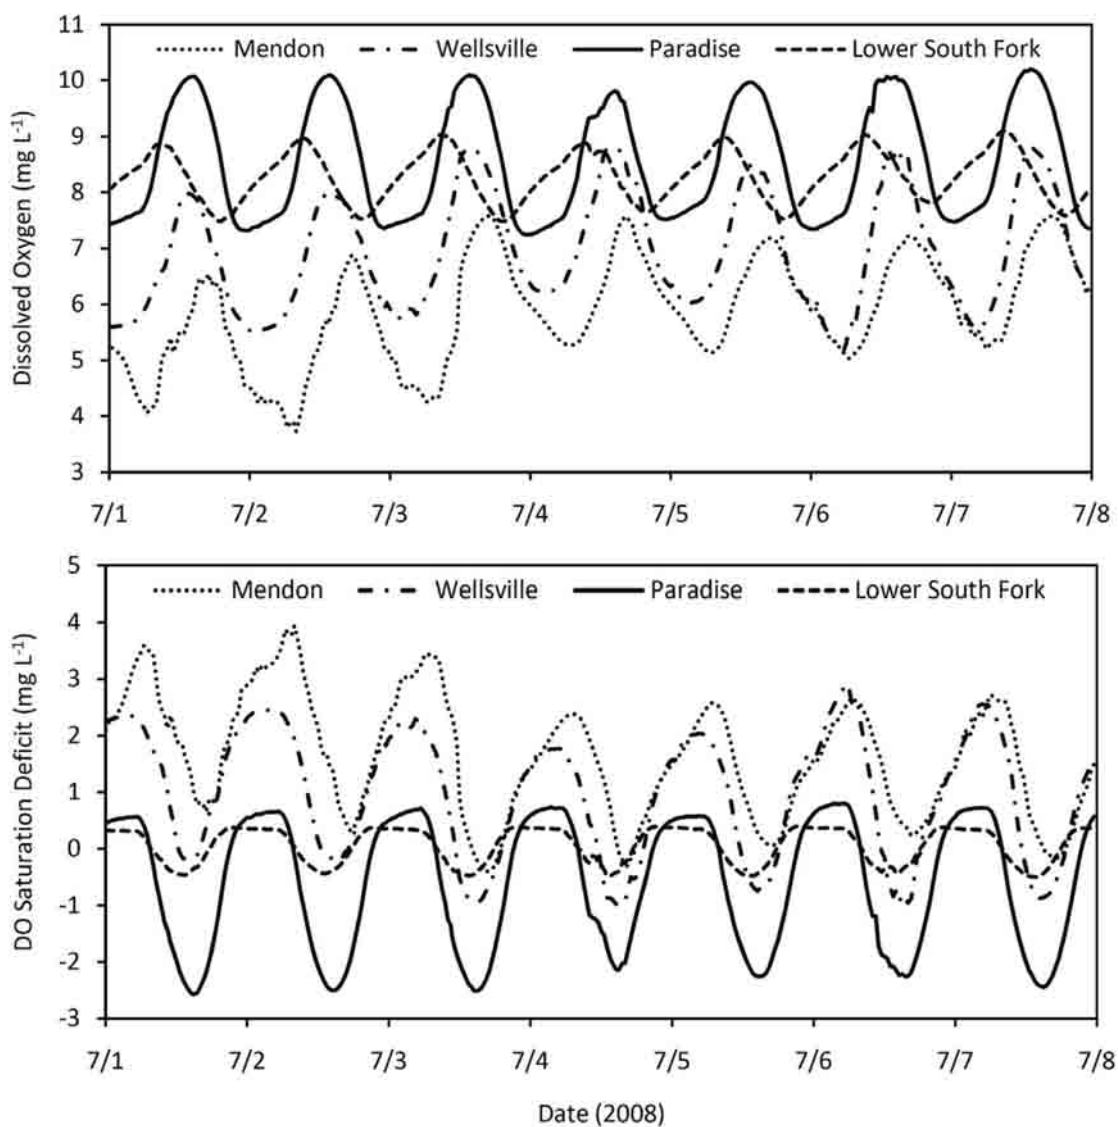 Dissolved Oxygen (mg L⁻¹)
Mendon Wellsville Paradise Lower South Fork
11
10
9
8
7
6
5
4
3
7/1 7/2 7/3 7/4 7/5 7/6 7/7 7/8
DO Saturation Deficit (mg L⁻¹)
Mendon Wellsville Paradise Lower South Fork
5
4
3
2
1
0
-1
-2
-3
7/1 7/2 7/3 7/4 7/5 7/6 7/7 7/8
Date (2008)